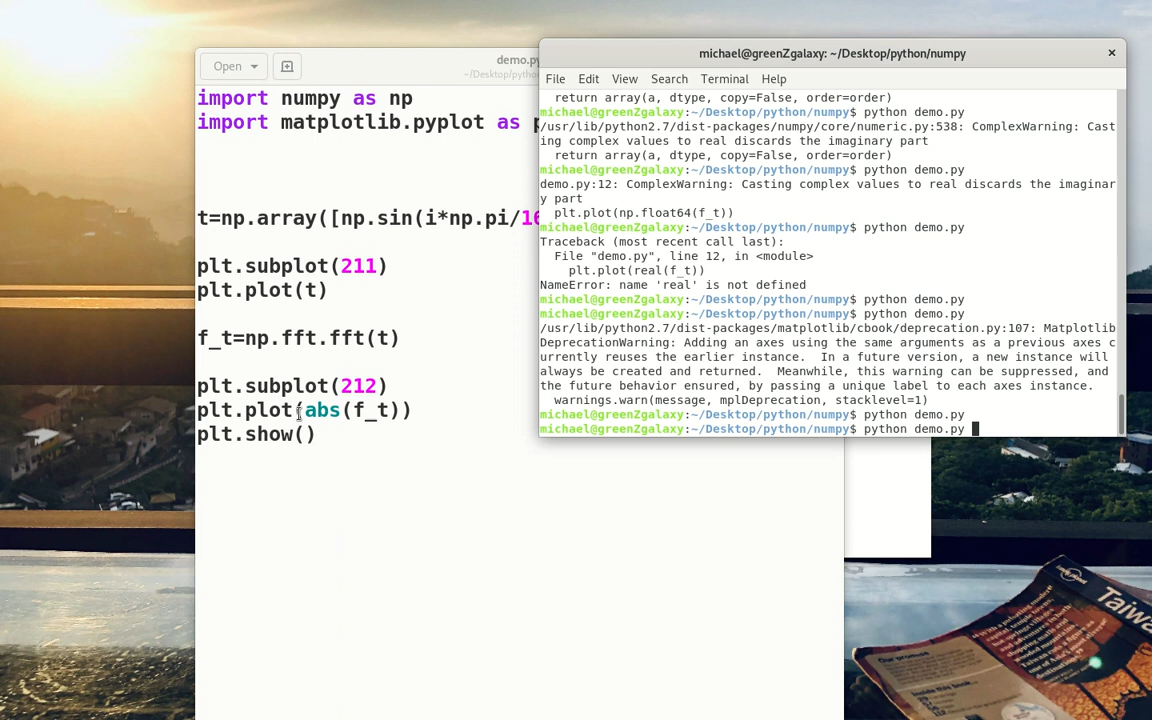 Open
demo.py
~/Desktop/python
import numpy as np
import matplotlib.pyplot as p
t=np.array([np.sin(i*np.pi/16
plt.subplot(211)
plt.plot(t)
f_t=np.fft.fft(t)
plt.subplot(212)
plt.plot(abs(f_t))
plt.show()
michael@greenZgalaxy: ~/Desktop/python/numpy
File Edit View Search Terminal Help
return array(a, dtype, copy=False, order=order)
michael@greenZgalaxy:~/Desktop/python/numpy$ python demo.py
/usr/lib/python2.7/dist-packages/numpy/core/numeric.py:538: ComplexWarning: Cast
ing complex values to real discards the imaginary part
return array(a, dtype, copy=False, order=order)
michael@greenZgalaxy:~/Desktop/python/numpy$ python demo.py
demo.py:12: ComplexWarning: Casting complex values to real discards the imaginar
y part
plt.plot(np.float64(f_t))
michael@greenZgalaxy:~/Desktop/python/numpy$ python demo.py
Traceback (most recent call last):
File "demo.py", line 12, in <module>
plt.plot(real(f_t))
NameError: name 'real' is not defined
michael@greenZgalaxy:~/Desktop/python/numpy$ python demo.py
michael@greenZgalaxy:~/Desktop/python/numpy$ python demo.py
/usr/lib/python2.7/dist-packages/matplotlib/cbook/deprecation.py:107: Matplotlib
DeprecationWarning: Adding an axes using the same arguments as a previous axes c
urrently reuses the earlier instance.  In a future version, a new instance will
always be created and returned.  Meanwhile, this warning can be suppressed, and
the future behavior ensured, by passing a unique label to each axes instance.
warnings.warn(message, mplDeprecation, stacklevel=1)
michael@greenZgalaxy:~/Desktop/python/numpy$ python demo.py
michael@greenZgalaxy:~/Desktop/python/numpy$ python demo.py
lonely planet
Taiwa
Our promise
Inside this book...